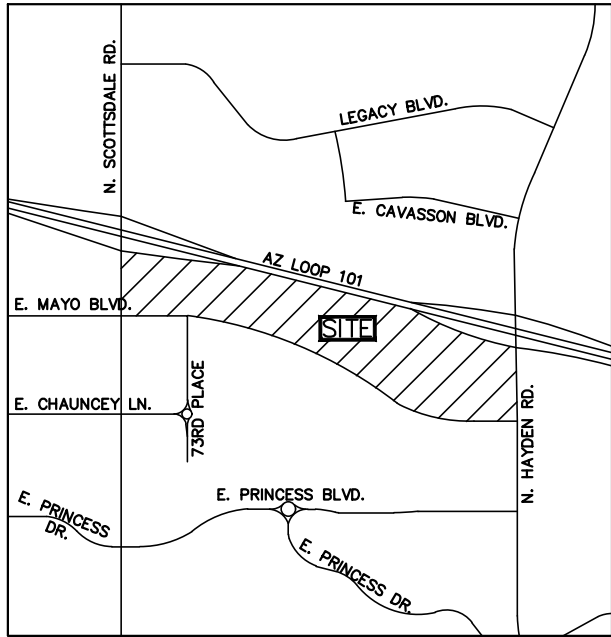 N. SCOTTSDALE RD.
LEGACY BLVD.
E. CAVASSON BLVD.
AZ LOOP 101
E. MAYO BLVD.
SITE
73RD PLACE
E. CHAUNCEY LN.
N. HAYDEN RD.
E. PRINCESS BLVD.
E. PRINCESS
DR.
E. PRINCESS DR.